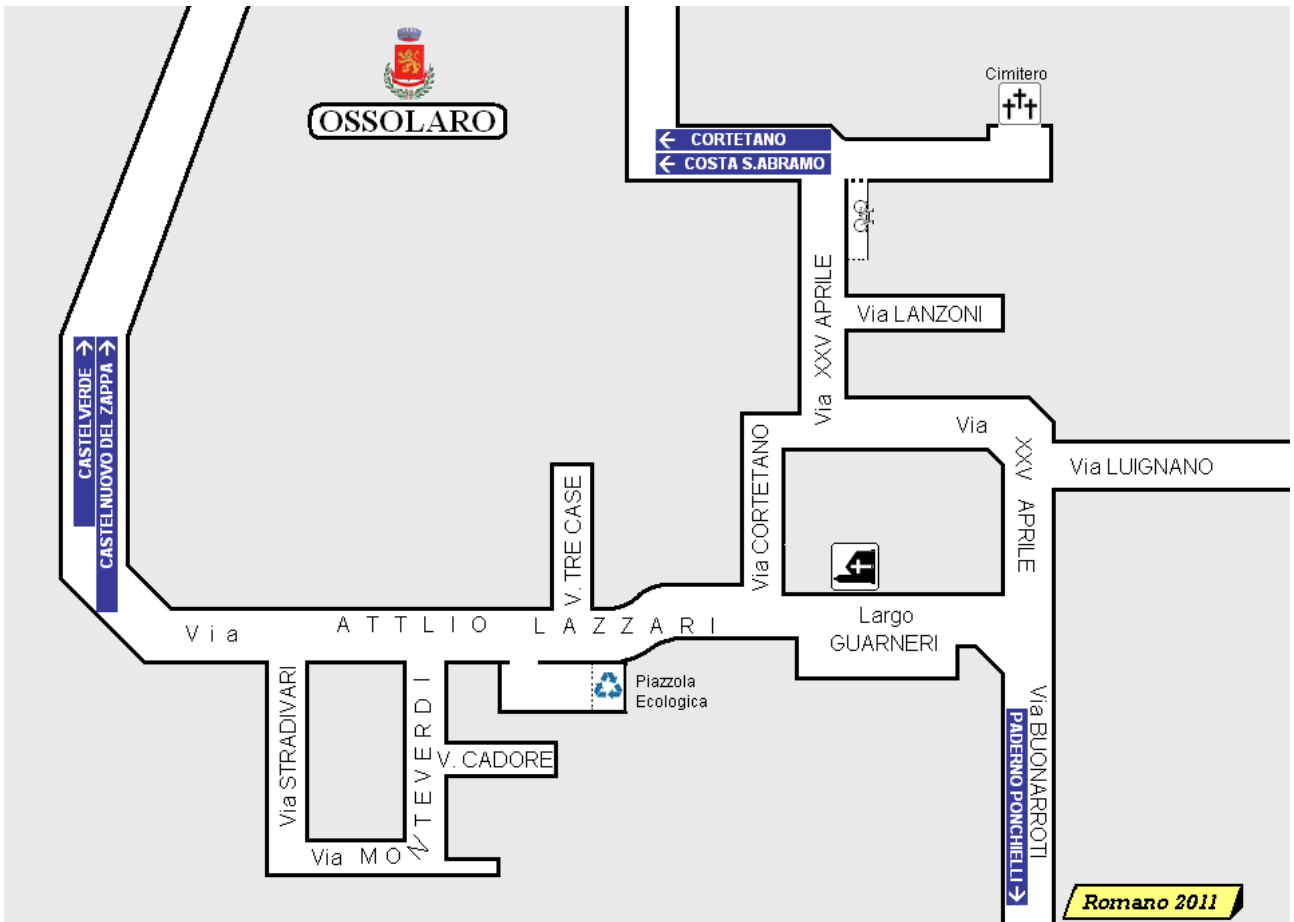 OSSOLARO
Cimitero
← CORTETANO
← COSTA S.ABRAMO
Via XXV APRILE
Via LANZONI
CASTELVERDE →
CASTELNUOVO DEL ZAPPA →
Via XXV APRILE
Via LUIGNANO
Via CORTETANO
V. TRE CASE
Via ATTLIO LAZZARI
Largo
GUARNERI
Piazzola
Ecologica
Via STRADIVARI
Via MONTEVERDI
V. CADORE
Via BUONARROTI
PADERNO PONCHIELLI →
Romano 2011